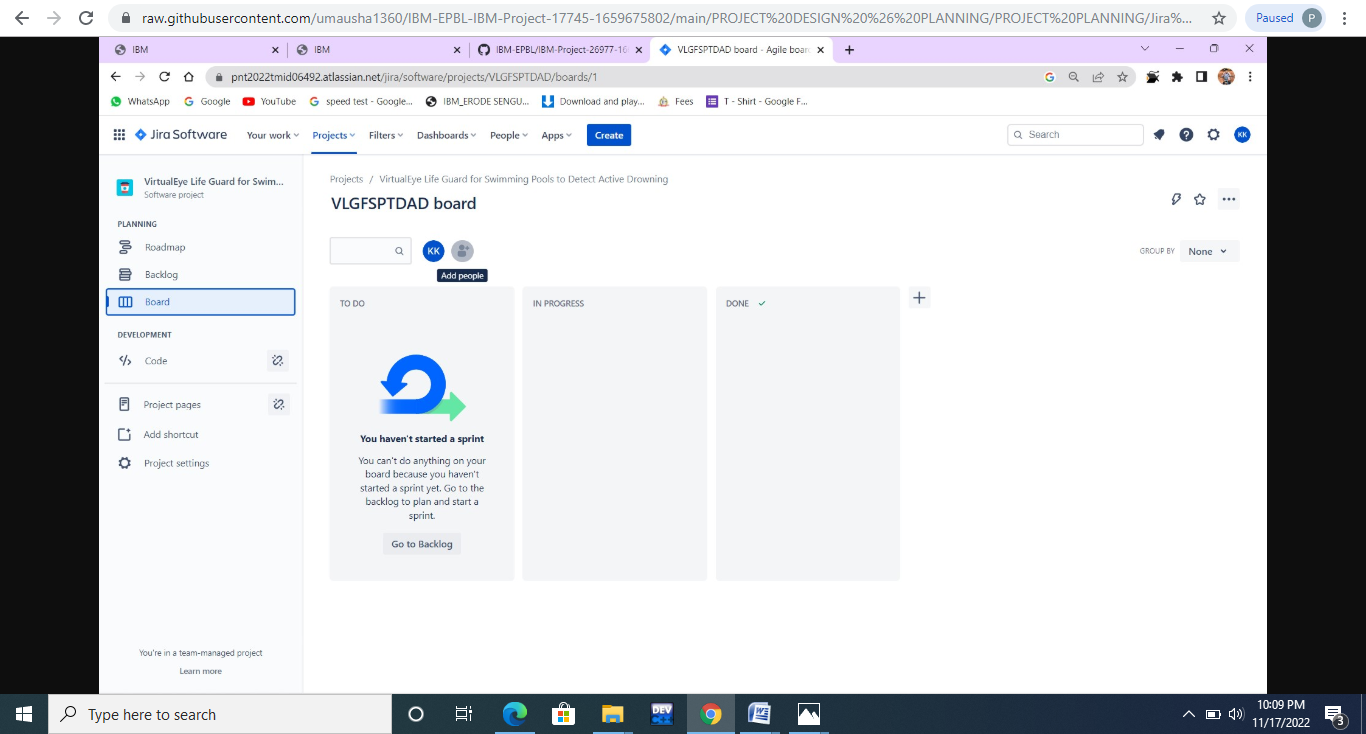 raw.githubusercontent.com/umausha1360/IBM-EPBL-IBM-Project-17745-1659675802/main/PROJECT%20DESIGN%20%26%20PLANNING/PROJECT%20PLANNING/Jira%...
Paused P
IBM
IBM
IBM-EPBL/IBM-Project-26977-16
VLGFSPTDAD board - Agile boar
pnt2022tmid06492.atlassian.net/jira/software/projects/VLGFSPTDAD/boards/1
WhatsApp Google YouTube speed test - Google... IBM_ERODE SENGU... Download and play... Fees T - Shirt - Google F...
Jira Software Your work Projects Filters Dashboards People Apps Create Search KK
VirtualEye Life Guard for Swim...
Software project
PLANNING
Roadmap
Backlog
Board
DEVELOPMENT
Code
Project pages
Add shortcut
Project settings
You're in a team-managed project
Learn more
Projects / VirtualEye Life Guard for Swimming Pools to Detect Active Drowning
VLGFSPTDAD board
KK
Add people
GROUP BY None
TO DO
IN PROGRESS
DONE
You haven't started a sprint
You can't do anything on your
board because you haven't
started a sprint yet. Go to the
backlog to plan and start a
sprint.
Go to Backlog
Type here to search
DEV
10:09 PM
11/17/2022
3